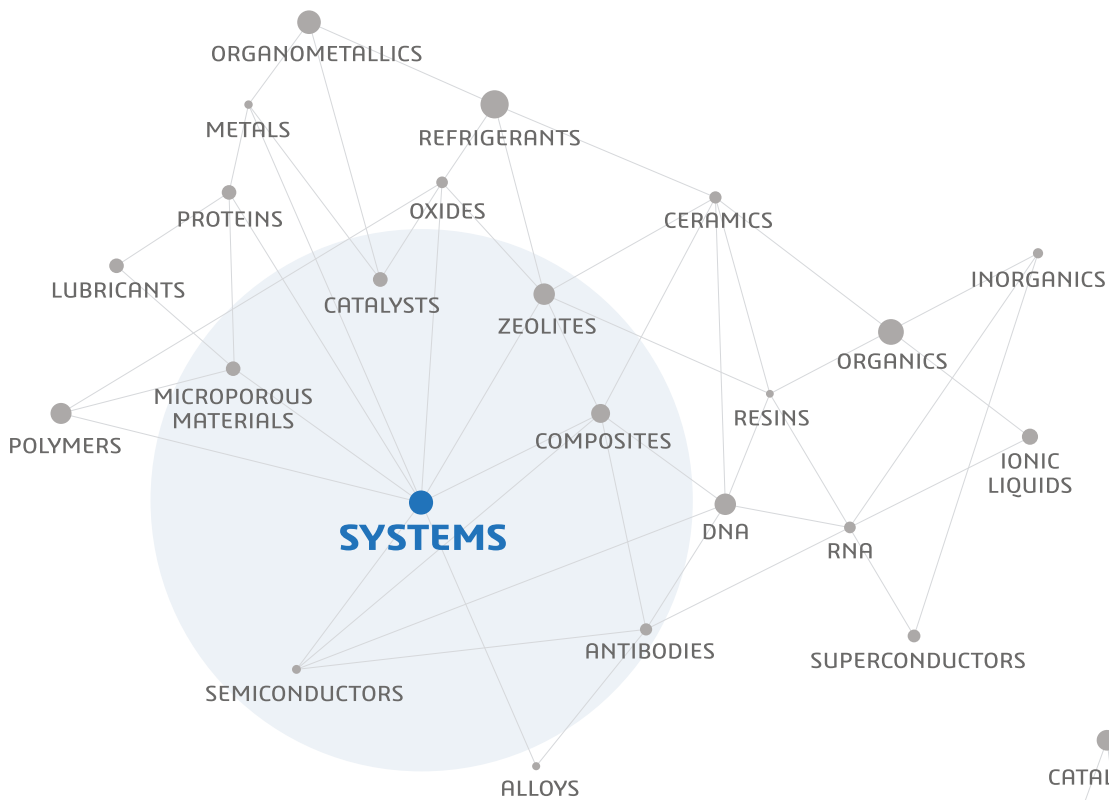 ORGANOMETALLICS
METALS
REFRIGERANTS
PROTEINS
OXIDES
CERAMICS
LUBRICANTS
CATALYSTS
INORGANICS
ZEOLITES
ORGANICS
MICROPOROUS
MATERIALS
RESINS
POLYMERS
COMPOSITES
IONIC
LIQUIDS
SYSTEMS
DNA
RNA
ANTIBODIES
SUPERCONDUCTORS
SEMICONDUCTORS
CATAL
ALLOYS